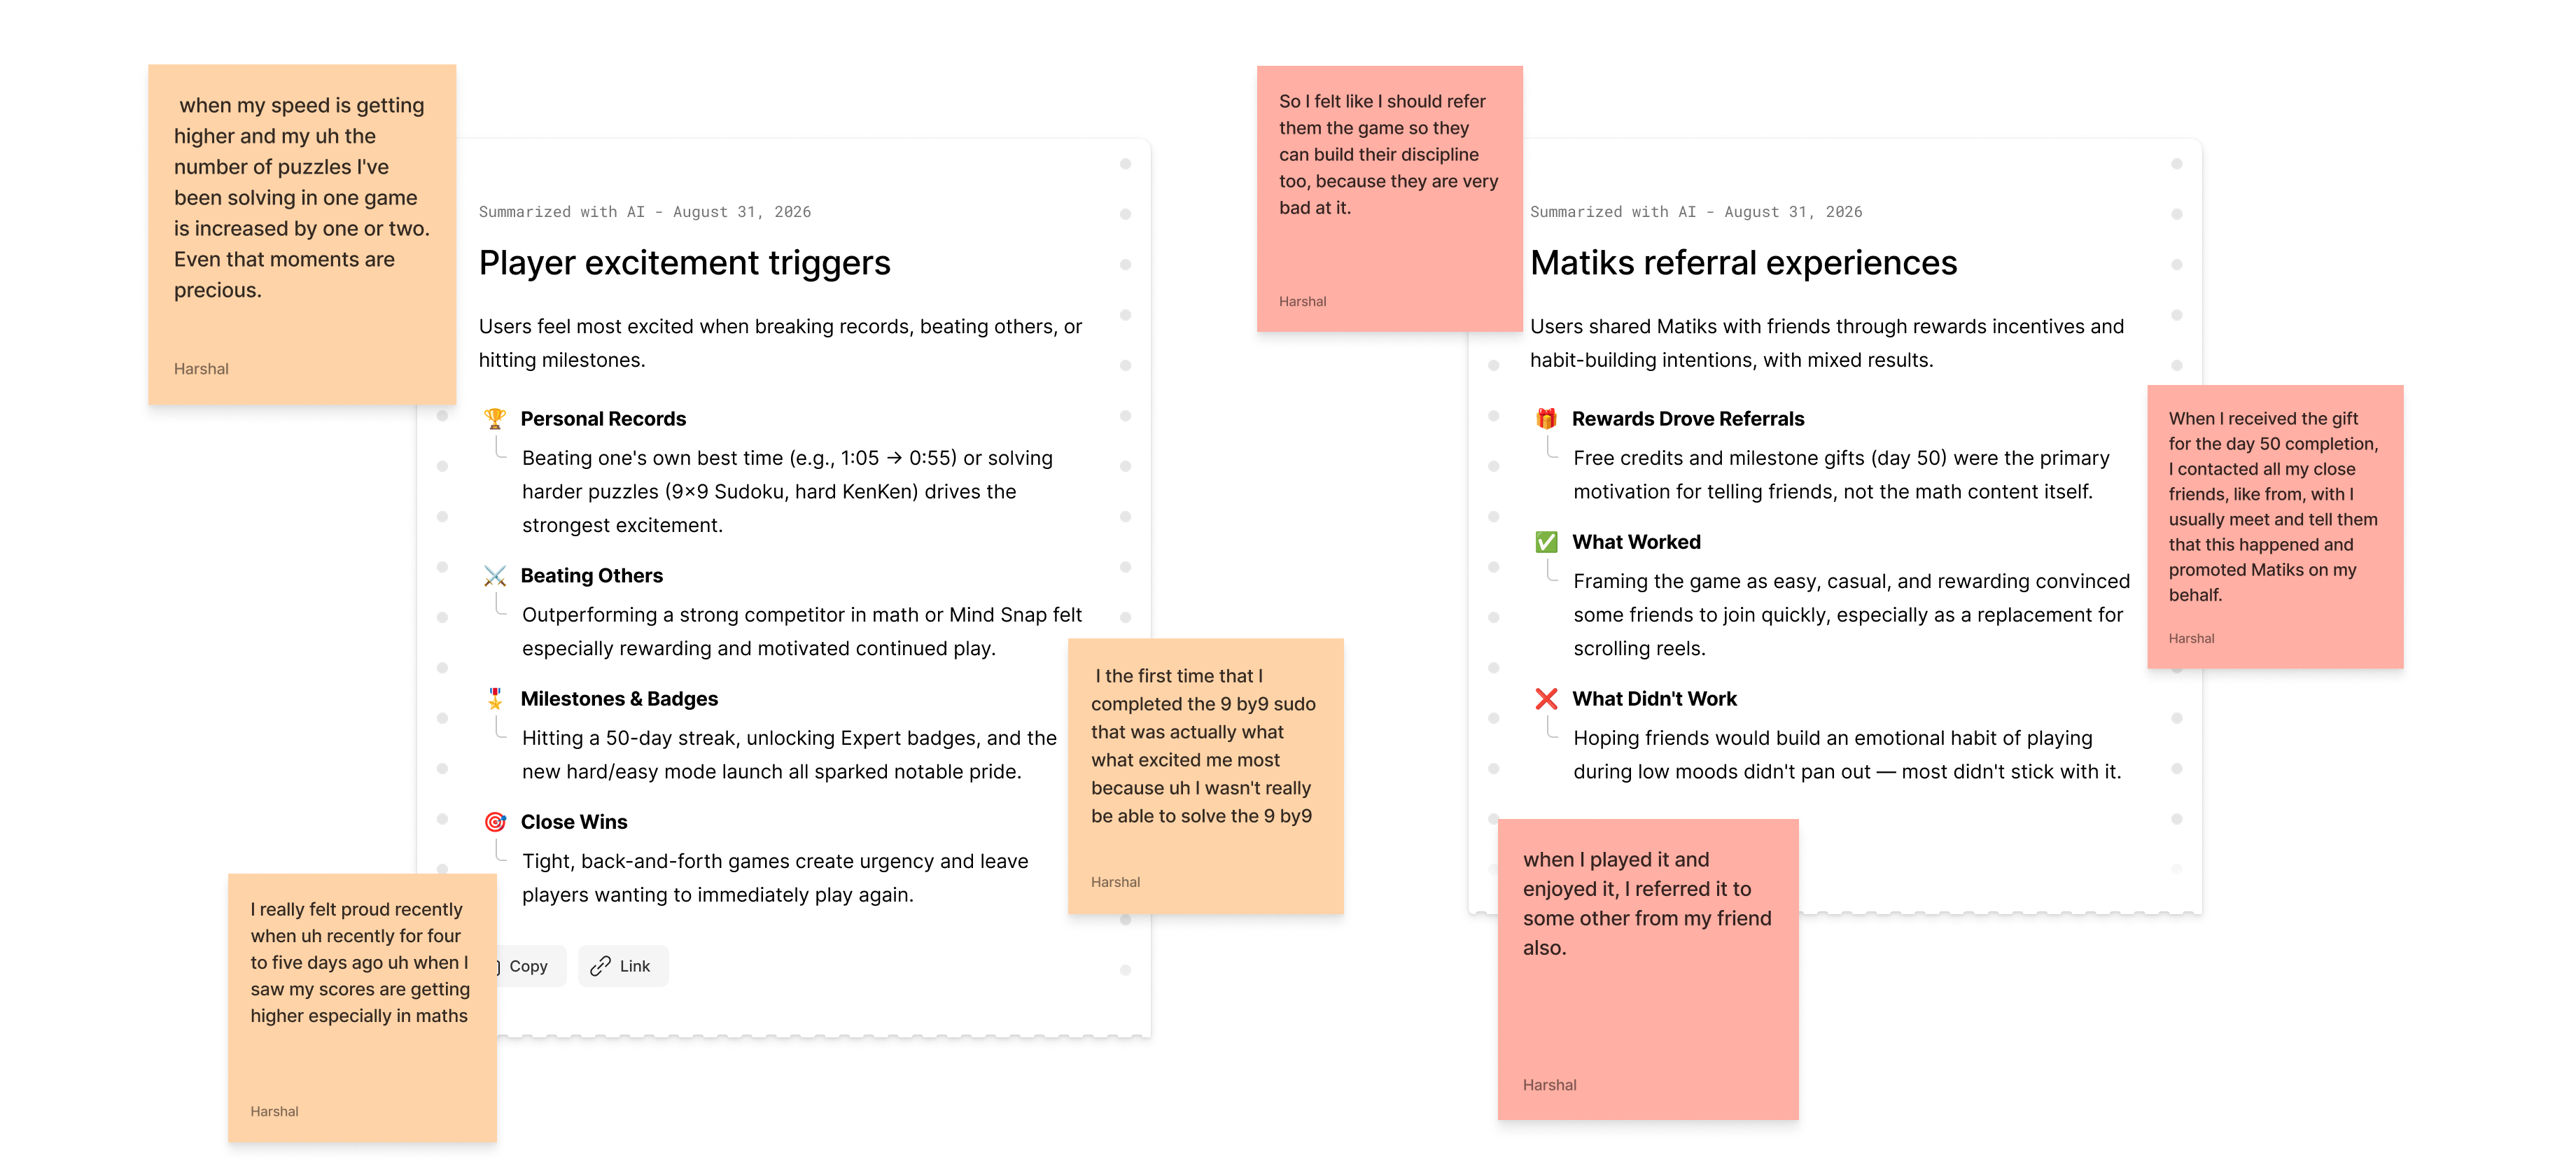 when my speed is getting
higher and my uh the
number of puzzles I've
been solving in one game
is increased by one or two.
Even that moments are
precious.
Harshal
Summarized with AI - August 31, 2026
Player excitement triggers
Users feel most excited when breaking records, beating others, or
hitting milestones.
🏆 Personal Records
Beating one's own best time (e.g., 1:05 → 0:55) or solving
harder puzzles (9×9 Sudoku, hard KenKen) drives the
strongest excitement.
⚔️ Beating Others
Outperforming a strong competitor in math or Mind Snap felt
especially rewarding and motivated continued play.
🎖️ Milestones & Badges
Hitting a 50-day streak, unlocking Expert badges, and the
new hard/easy mode launch all sparked notable pride.
🎯 Close Wins
Tight, back-and-forth games create urgency and leave
players wanting to immediately play again.
Copy
Link
I the first time that I
completed the 9 by9 sudo
that was actually what
what excited me most
because uh I wasn't really
be able to solve the 9 by9
Harshal
I really felt proud recently
when uh recently for four
to five days ago uh when I
saw my scores are getting
higher especially in maths
Harshal
So I felt like I should refer
them the game so they
can build their discipline
too, because they are very
bad at it.
Harshal
Summarized with AI - August 31, 2026
Matiks referral experiences
Users shared Matiks with friends through rewards incentives and
habit-building intentions, with mixed results.
🎁 Rewards Drove Referrals
Free credits and milestone gifts (day 50) were the primary
motivation for telling friends, not the math content itself.
✅ What Worked
Framing the game as easy, casual, and rewarding convinced
some friends to join quickly, especially as a replacement for
scrolling reels.
❌ What Didn't Work
Hoping friends would build an emotional habit of playing
during low moods didn't pan out — most didn't stick with it.
When I received the gift
for the day 50 completion,
I contacted all my close
friends, like from, with I
usually meet and tell them
that this happened and
promoted Matiks on my
behalf.
Harshal
when I played it and
enjoyed it, I referred it to
some other from my friend
also.
Harshal